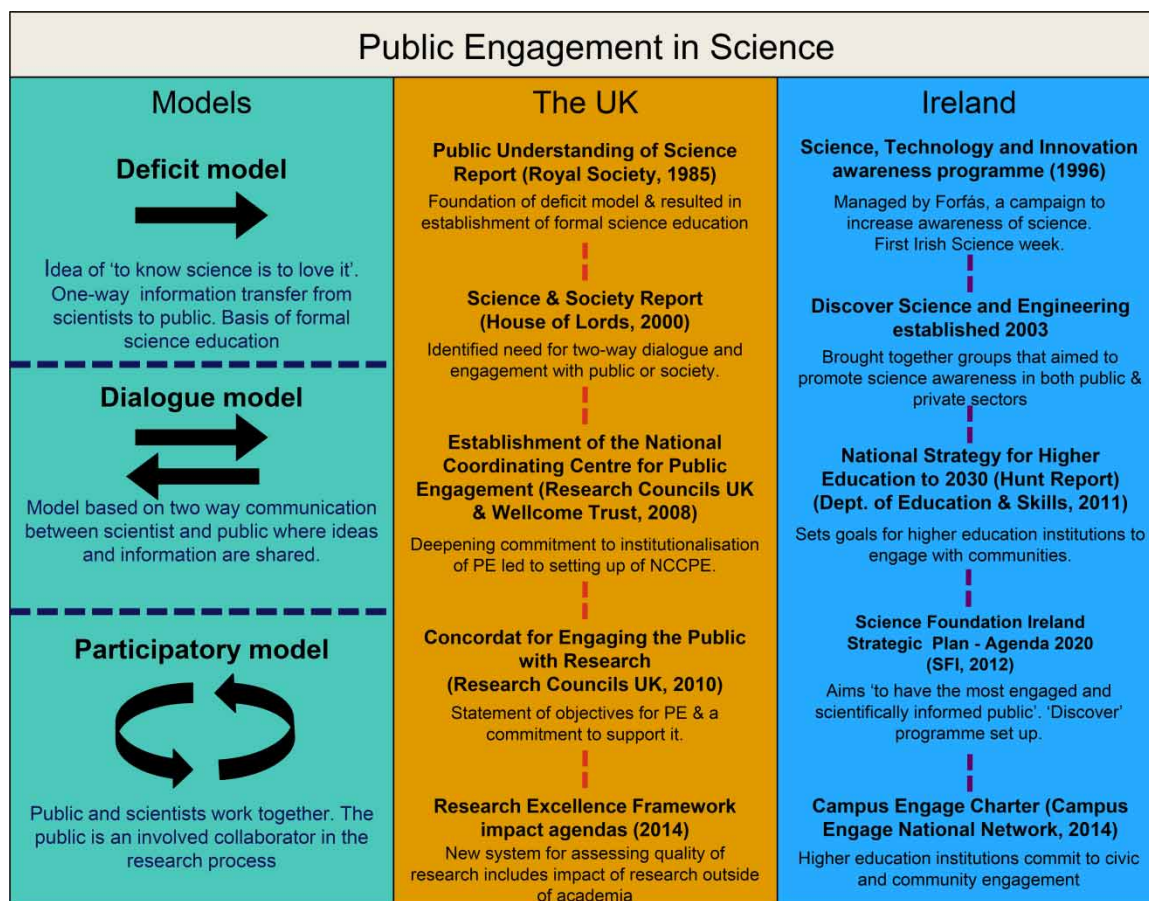 Public Engagement in Science
Models
Deficit model
Idea of 'to know science is to love it'.
One-way information transfer from
scientists to public. Basis of formal
science education
Dialogue model
Model based on two way communication
between scientist and public where ideas
and information are shared.
Participatory model
Public and scientists work together. The
public is an involved collaborator in the
research process
The UK
Public Understanding of Science
Report (Royal Society, 1985)
Foundation of deficit model & resulted in
establishment of formal science education
Science & Society Report
(House of Lords, 2000)
Identified need for two-way dialogue and
engagement with public or society.
Establishment of the National
Coordinating Centre for Public
Engagement (Research Councils UK
& Wellcome Trust, 2008)
Deepening commitment to institutionalisation
of PE led to setting up of NCCPE.
Concordat for Engaging the Public
with Research
(Research Councils UK, 2010)
Statement of objectives for PE & a
commitment to support it.
Research Excellence Framework
impact agendas (2014)
New system for assessing quality of
research includes impact of research outside
of academia
Ireland
Science, Technology and Innovation
awareness programme (1996)
Managed by Forfás, a campaign to
increase awareness of science.
First Irish Science week.
Discover Science and Engineering
established 2003
Brought together groups that aimed to
promote science awareness in both public &
private sectors
National Strategy for Higher
Education to 2030 (Hunt Report)
(Dept. of Education & Skills, 2011)
Sets goals for higher education institutions to
engage with communities.
Science Foundation Ireland
Strategic Plan - Agenda 2020
(SFI, 2012)
Aims 'to have the most engaged and
scientifically informed public'. 'Discover'
programme set up.
Campus Engage Charter (Campus
Engage National Network, 2014)
Higher education institutions commit to civic
and community engagement